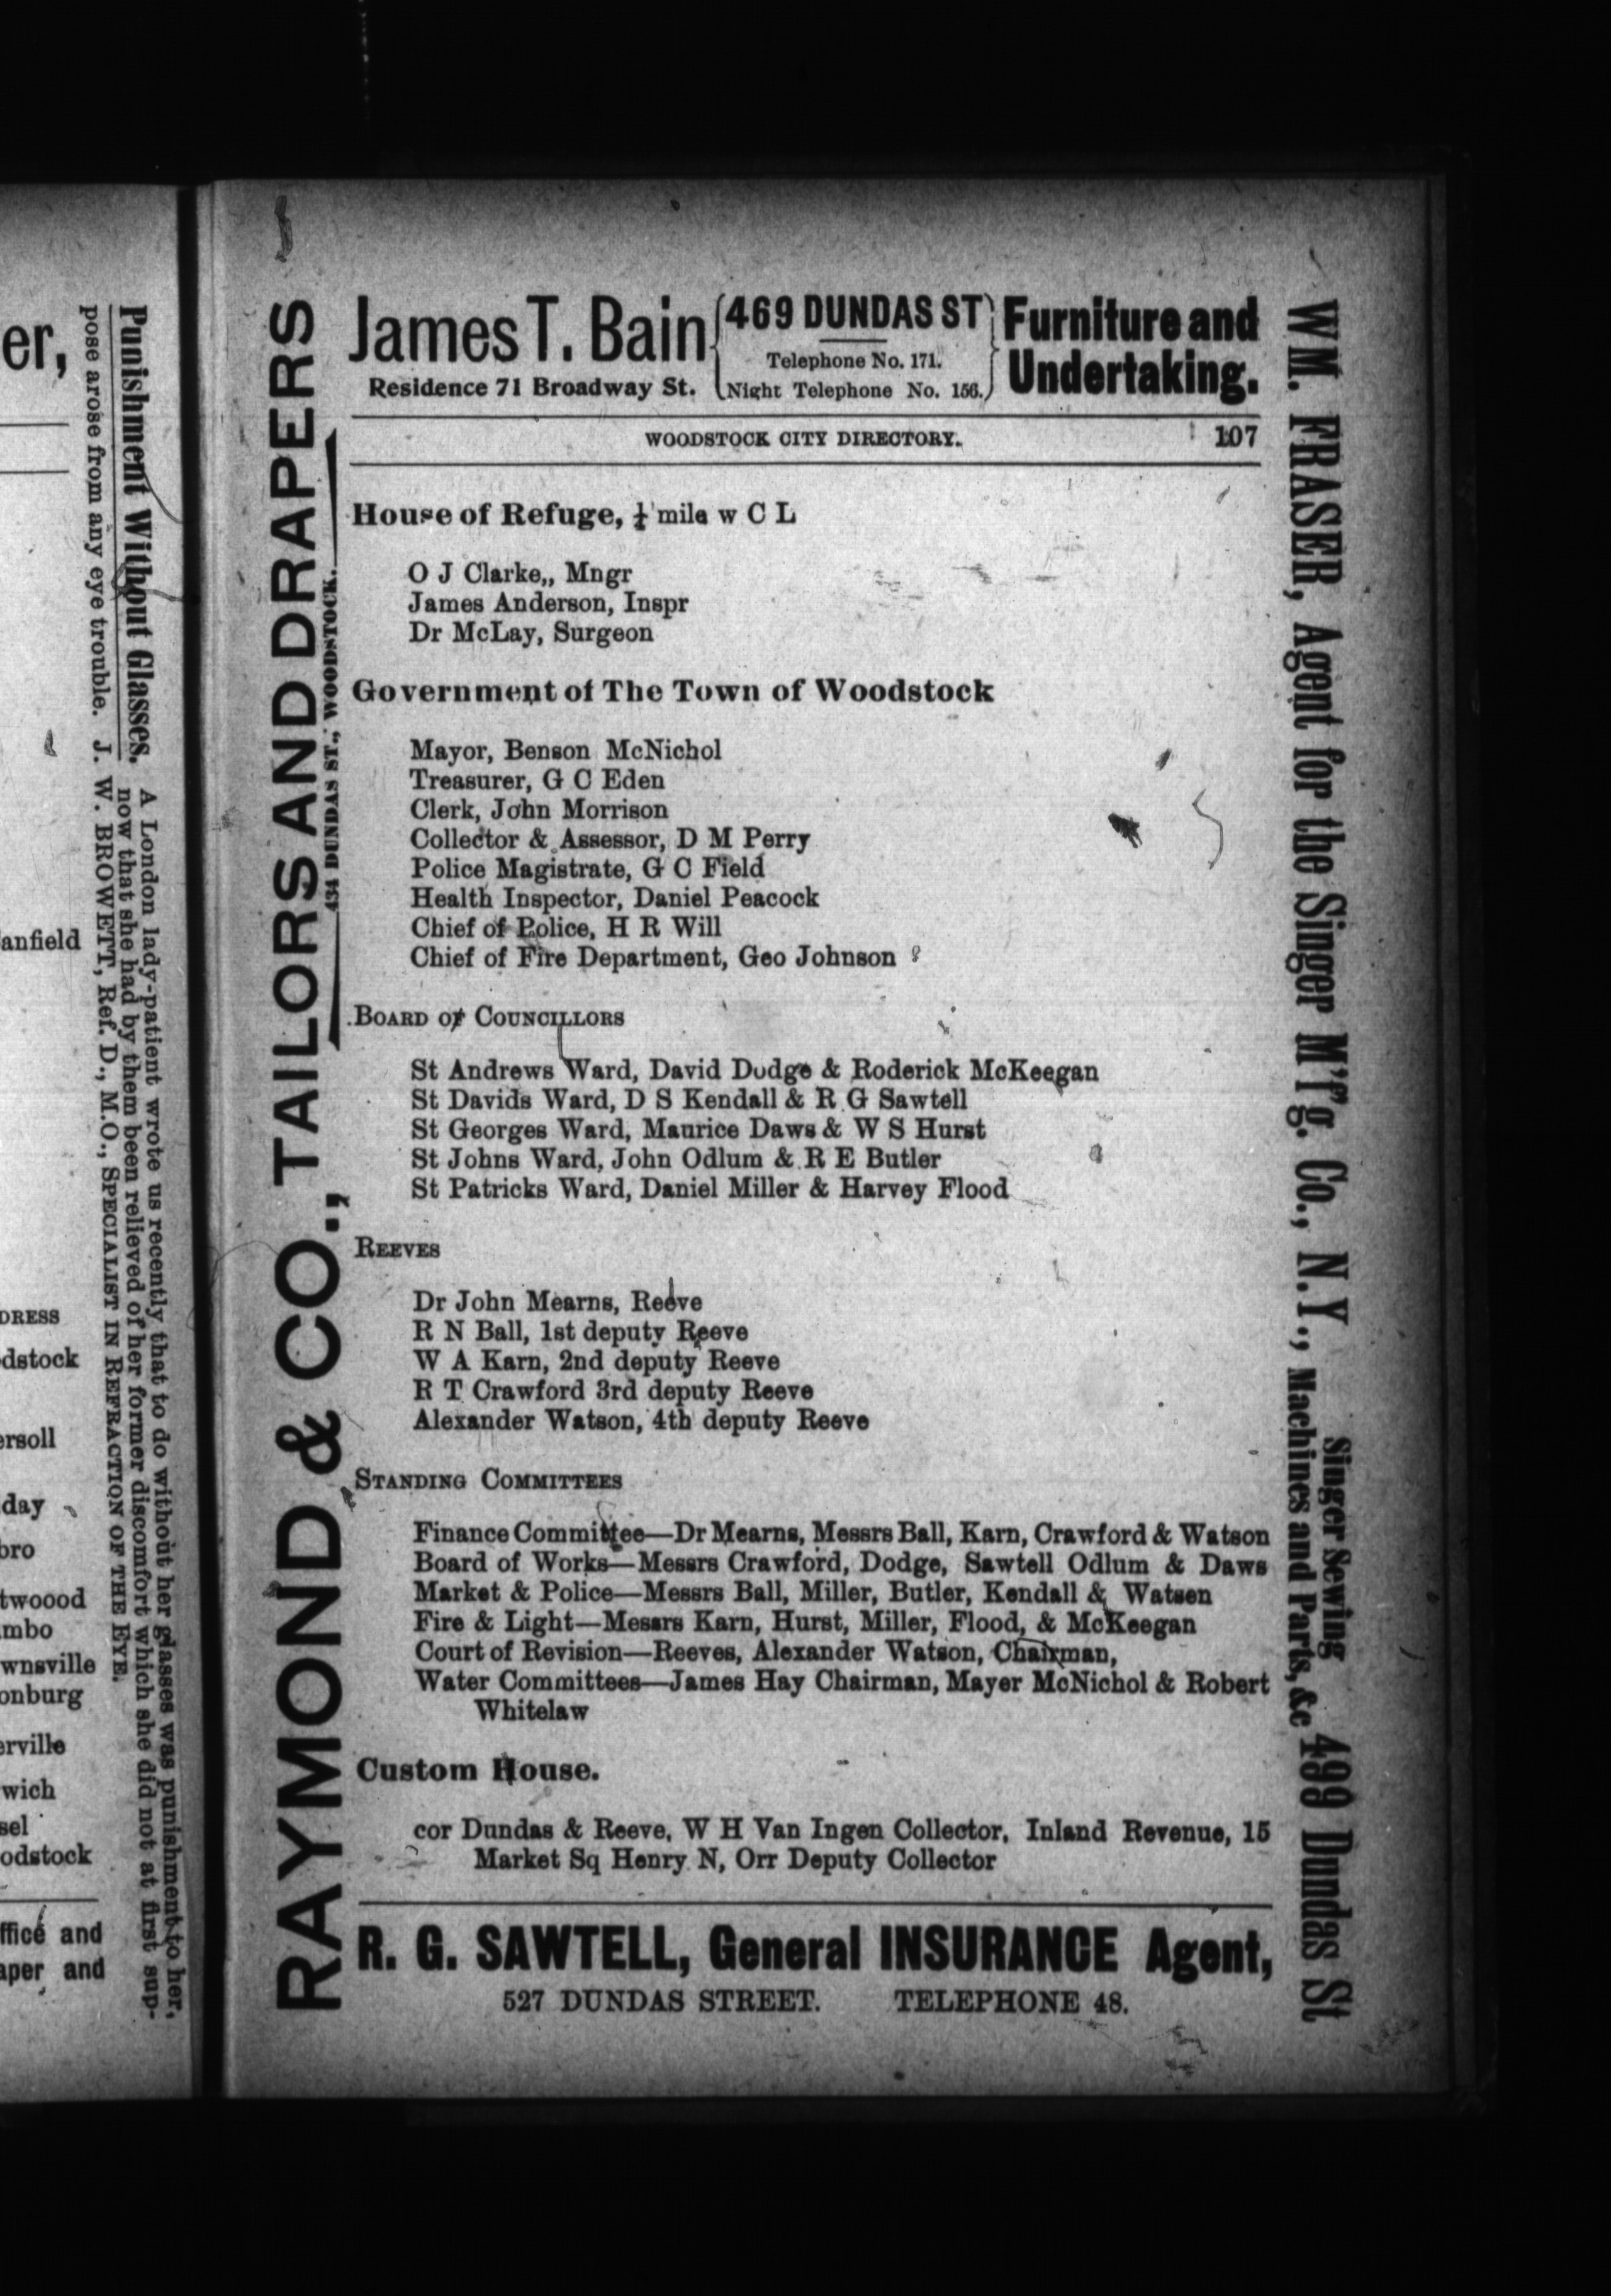 er,
Punishment Without Glasses.
A London lady-patient wrote us recently that to do without her glasses was punishment to her,
now that she had by them been relieved of her former discomfort which she did not at first sup-
pose arose from any eye trouble. J. W. BROWETT, Ref. D., M.O., SPECIALIST IN REFRACTION OF THE EYE.
anfield
DRESS
dstock
ersoll
day
bro
twoood
mbo
wnsville
onburg
erville
wich
sel
odstock
ffice and
aper and
RAYMOND & CO., TAILORS AND DRAPERS
434 DUNDAS ST., WOODSTOCK.
James T. Bain
Residence 71 Broadway St.
469 DUNDAS ST
Telephone No. 171.
Night Telephone No. 156.
Furniture and
Undertaking.
WOODSTOCK CITY DIRECTORY. 107
House of Refuge, ½ mile w C L
O J Clarke,, Mngr
James Anderson, Inspr
Dr McLay, Surgeon
Government of The Town of Woodstock
Mayor, Benson McNichol
Treasurer, G C Eden
Clerk, John Morrison
Collector & Assessor, D M Perry
Police Magistrate, G C Field
Health Inspector, Daniel Peacock
Chief of Police, H R Will
Chief of Fire Department, Geo Johnson
BOARD OF COUNCILLORS
St Andrews Ward, David Dodge & Roderick McKeegan
St Davids Ward, D S Kendall & R G Sawtell
St Georges Ward, Maurice Daws & W S Hurst
St Johns Ward, John Odlum & R E Butler
St Patricks Ward, Daniel Miller & Harvey Flood
REEVES
Dr John Mearns, Reeve
R N Ball, 1st deputy Reeve
W A Karn, 2nd deputy Reeve
R T Crawford 3rd deputy Reeve
Alexander Watson, 4th deputy Reeve
STANDING COMMITTEES
Finance Committee—Dr Mearns, Messrs Ball, Karn, Crawford & Watson
Board of Works—Messrs Crawford, Dodge, Sawtell Odlum & Daws
Market & Police—Messrs Ball, Miller, Butler, Kendall & Watsen
Fire & Light—Messrs Karn, Hurst, Miller, Flood, & McKeegan
Court of Revision—Reeves, Alexander Watson, Chairman,
Water Committees—James Hay Chairman, Mayer McNichol & Robert
Whitelaw
Custom House.
cor Dundas & Reeve, W H Van Ingen Collector, Inland Revenue, 15
Market Sq Henry N, Orr Deputy Collector
R. G. SAWTELL, General INSURANCE Agent,
527 DUNDAS STREET. TELEPHONE 48.
WM. FRASER, Agent for the Singer M'f'g. Co., N.Y., Singer Sewing Machines and Parts, &c 499 Dundas St